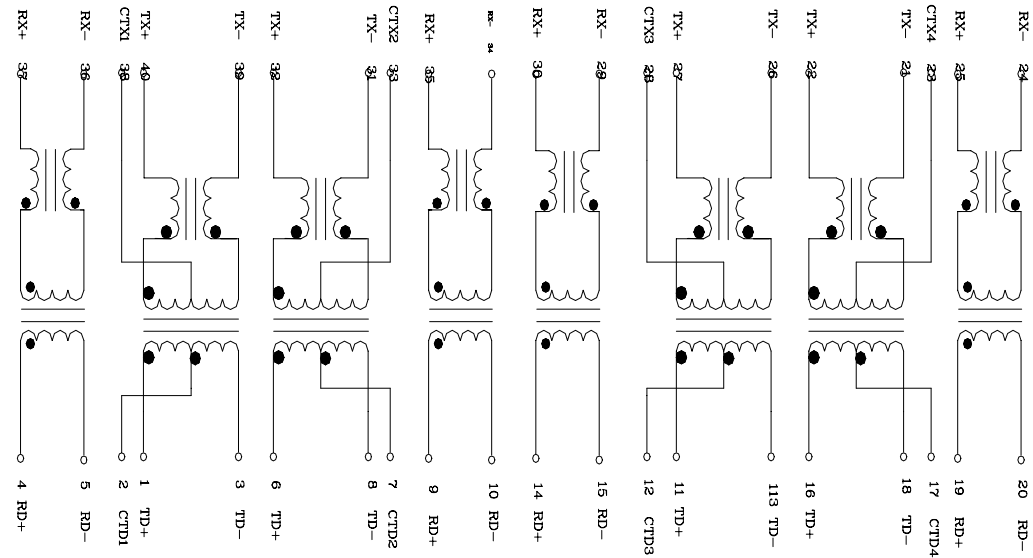 RX+ 37
RX- 36
CTX1 38
TX+ 40
TX- 39
TX+ 32
TX- 31
CTX2 33
RX+ 35
RX- 34
RX+ 30
RX- 29
CTX3 28
TX+ 27
TX- 26
TX+ 22
TX- 21
CTX4 23
RX+ 25
RX- 24
4 RD+
5 RD-
2 CTD1
1 TD+
3 TD-
6 TD+
8 TD-
7 CTD2
9 RD+
10 RD-
14 RD+
15 RD-
12 CTD3
11 TD+
113 TD-
16 TD+
18 TD-
17 CTD4
19 RD+
20 RD-